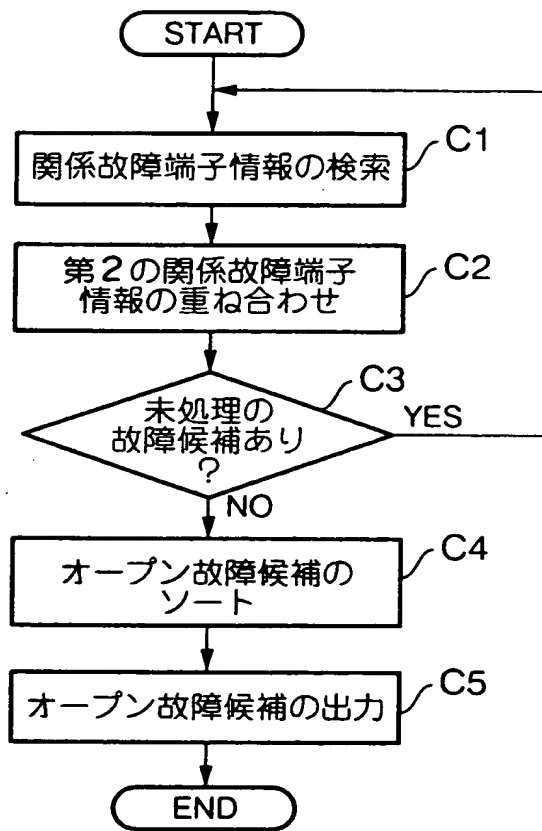 START
関係故障端子情報の検索
C1
第2の関係故障端子
情報の重ね合わせ
C2
C3
未処理の
故障候補あり
?
YES
NO
オープン故障候補の
ソート
C4
オープン故障候補の出力
C5
END